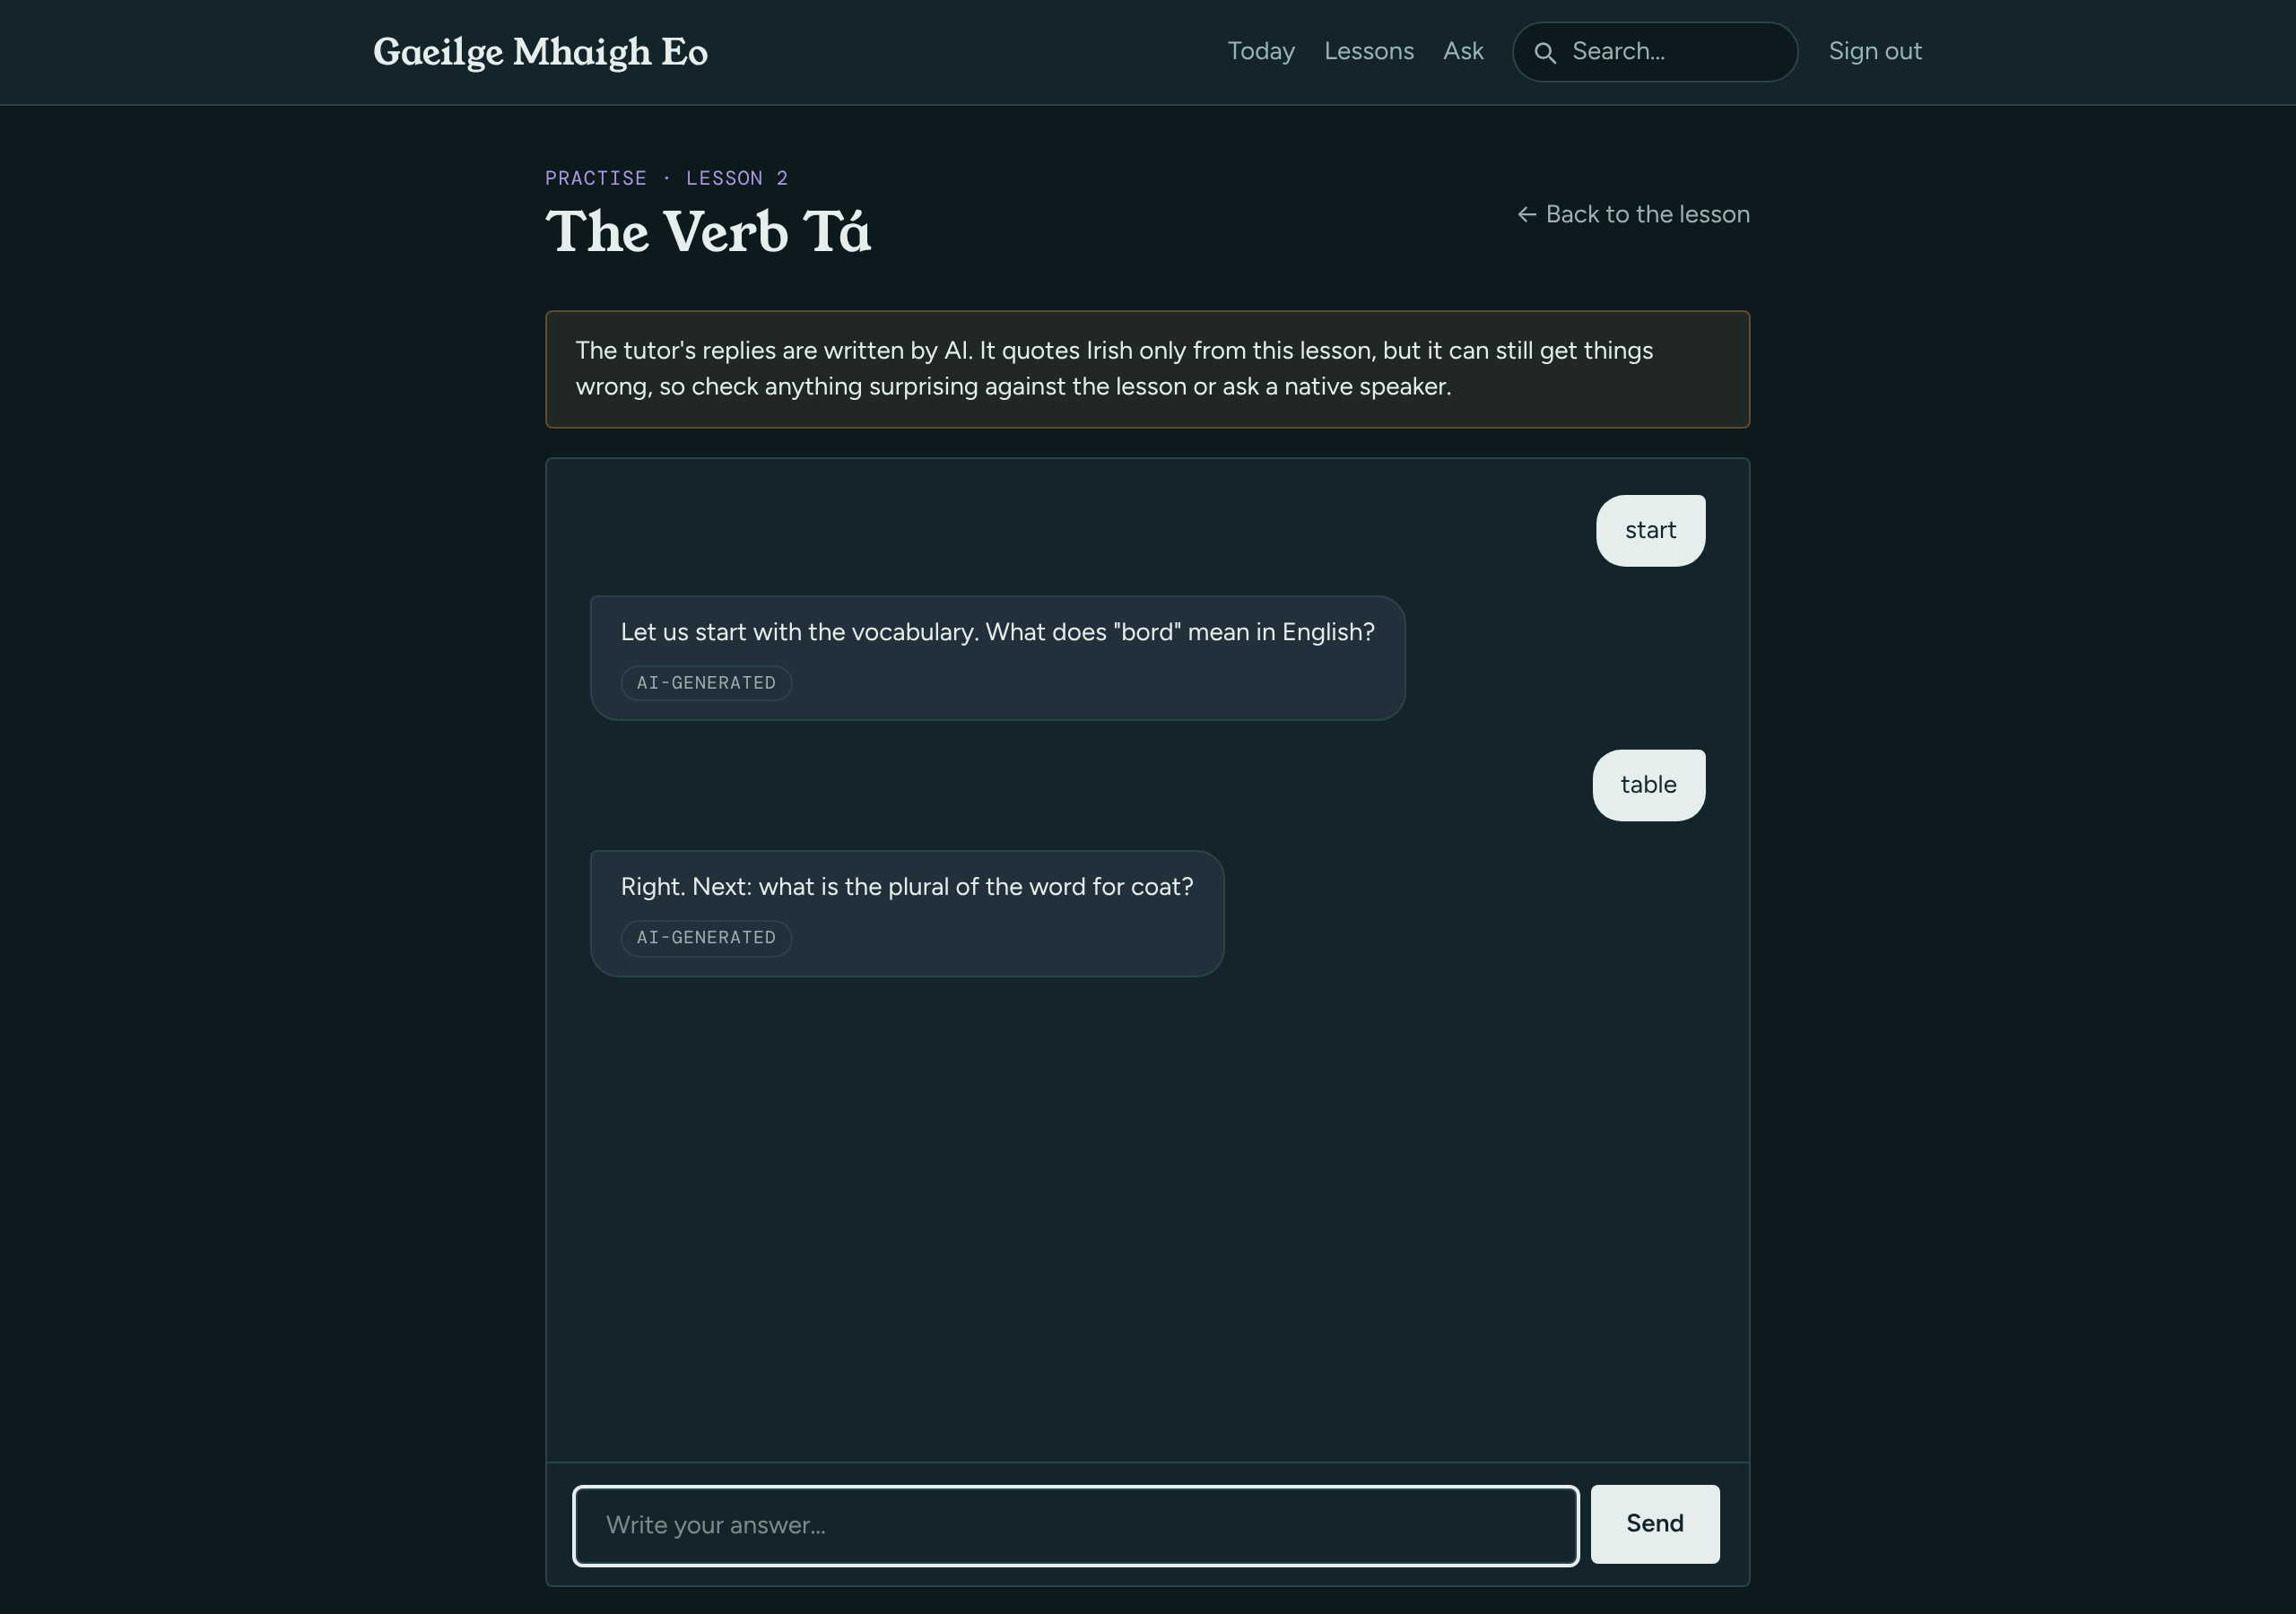 Gaeilge Mhaigh Eo
Today
Lessons
Ask
Search...
Sign out
PRACTISE · LESSON 2
The Verb Tá
← Back to the lesson
The tutor's replies are written by AI. It quotes Irish only from this lesson, but it can still get things
wrong, so check anything surprising against the lesson or ask a native speaker.
start
Let us start with the vocabulary. What does "bord" mean in English?
AI-GENERATED
table
Right. Next: what is the plural of the word for coat?
AI-GENERATED
Write your answer...
Send